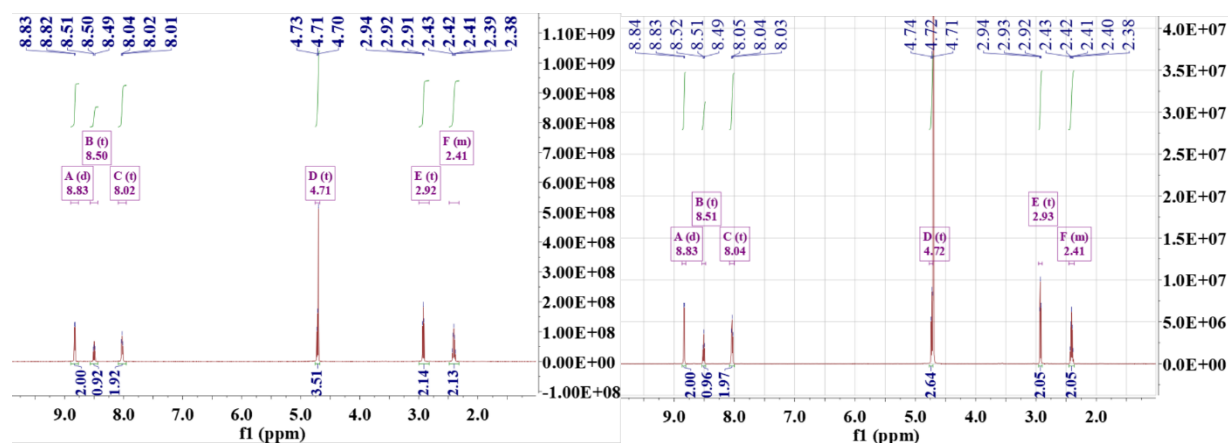 8.83
8.82
8.51
8.50
8.49
8.04
8.02
8.01
4.73
4.71
4.70
2.94
2.92
2.91
2.43
2.42
2.41
2.39
2.38
1.10E+09
1.00E+09
9.00E+08
8.00E+08
7.00E+08
6.00E+08
5.00E+08
4.00E+08
3.00E+08
2.00E+08
1.00E+08
0.00E+00
-1.00E+08
B (t)
8.50
F (m)
2.41
A (d)
8.83
C (t)
8.02
D (t)
4.71
E (t)
2.92
2.00
0.92
1.92
3.51
2.14
2.13
9.0 8.0 7.0 6.0 5.0 4.0 3.0 2.0
f1 (ppm)
8.84
8.83
8.52
8.51
8.49
8.05
8.04
8.03
4.74
4.72
4.71
2.94
2.93
2.92
2.43
2.42
2.41
2.40
2.38
4.0E+07
3.5E+07
3.0E+07
2.5E+07
2.0E+07
1.5E+07
1.0E+07
5.0E+06
0.0E+00
B (t)
8.51
E (t)
2.93
A (d)
8.83
C (t)
8.04
D (t)
4.72
F (m)
2.41
2.00
0.96
1.97
2.64
2.05
2.05
9.0 8.0 7.0 6.0 5.0 4.0 3.0 2.0
f1 (ppm)